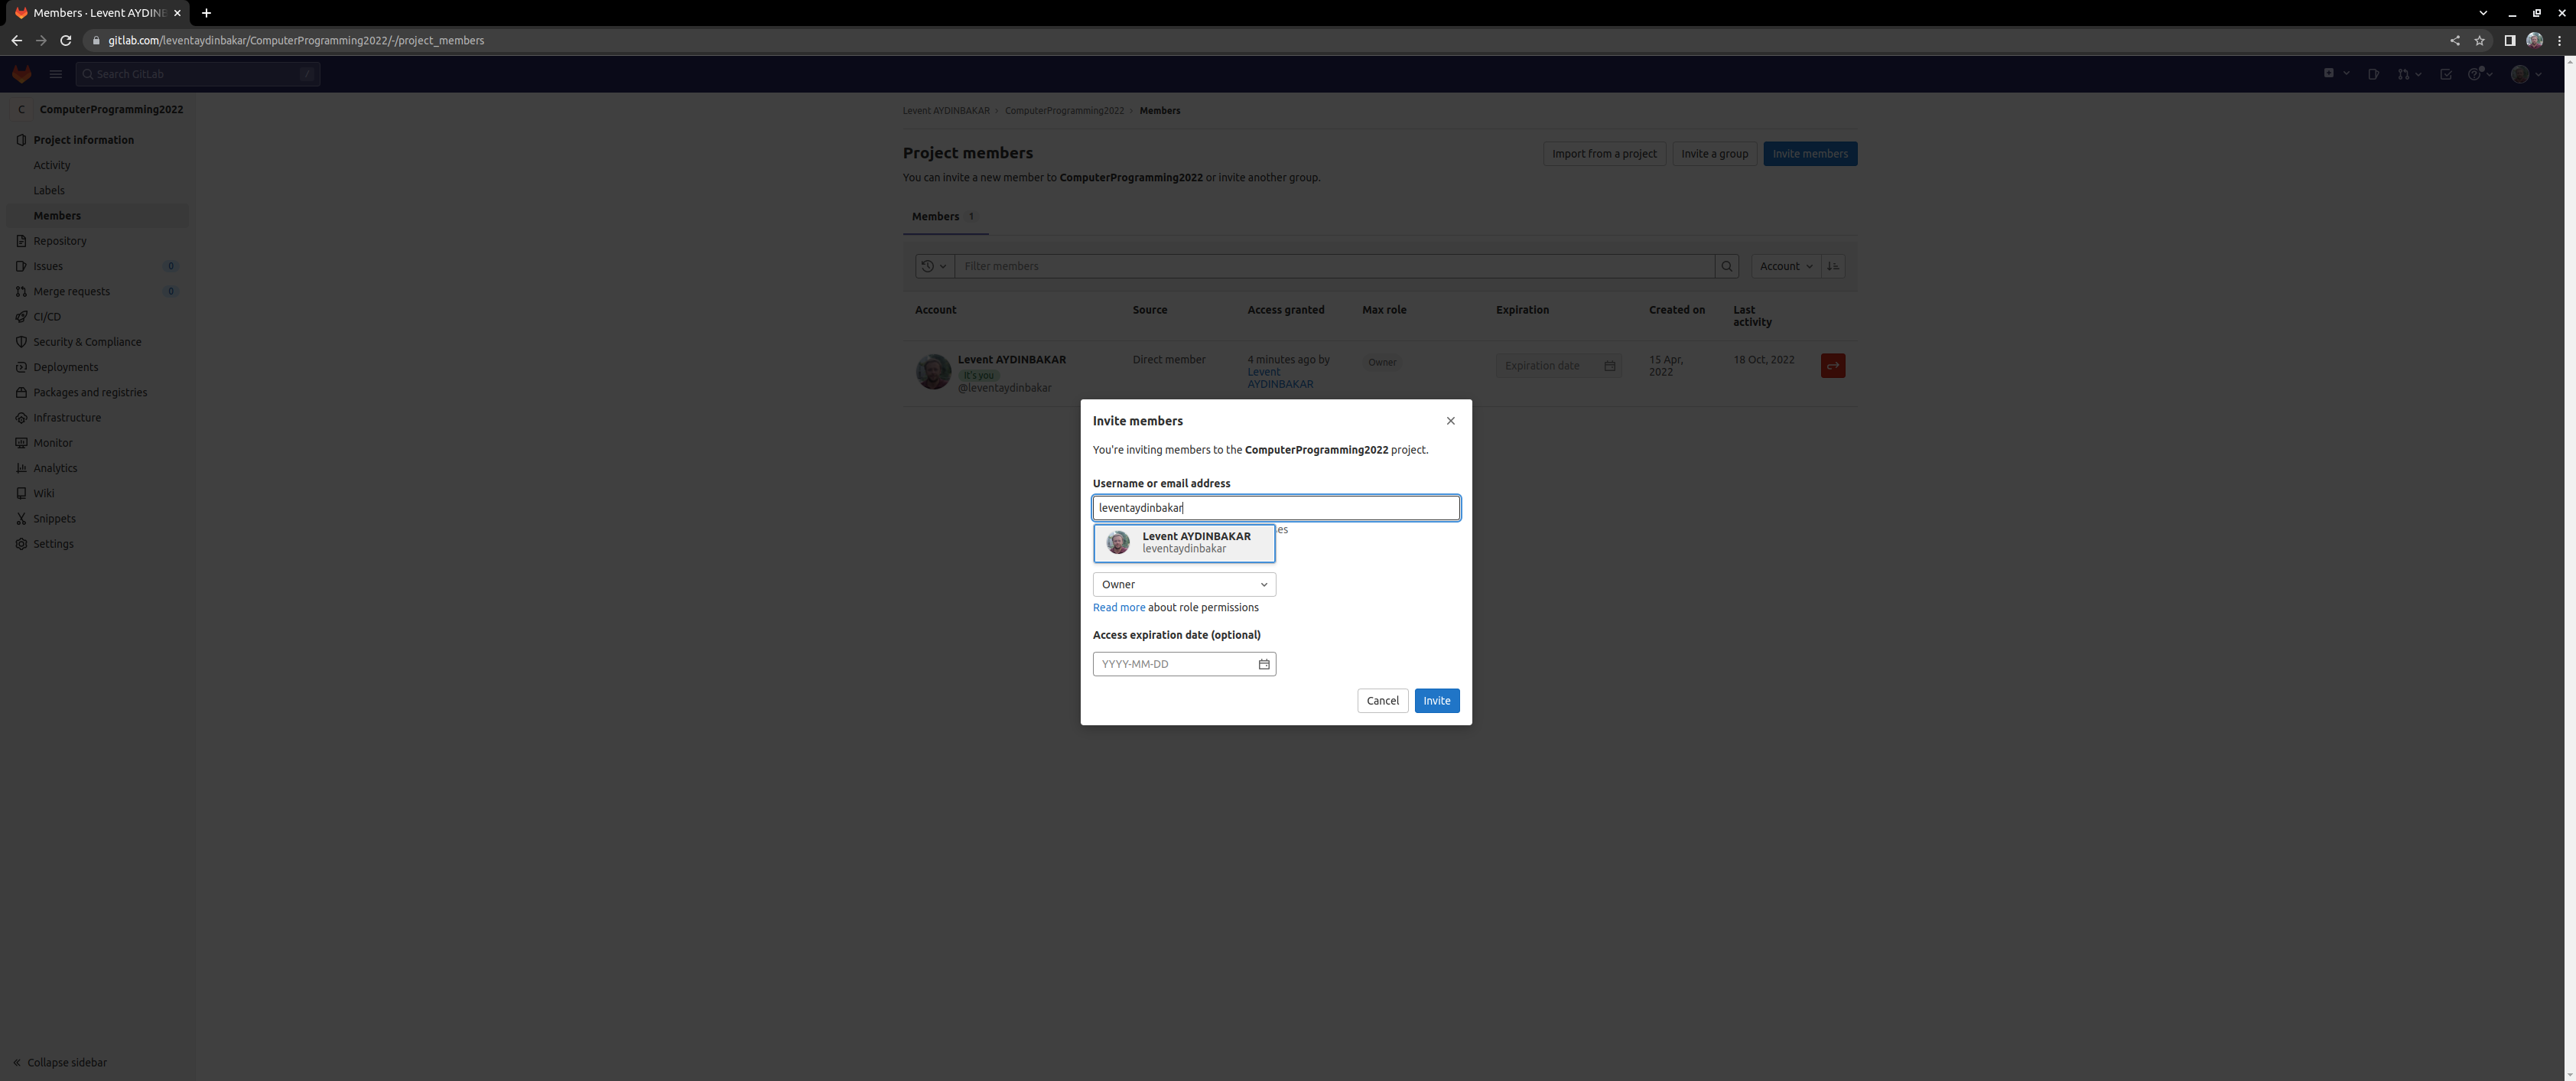 Members · Levent AYDINB
gitlab.com/leventaydinbakar/ComputerProgramming2022/-/project_members
Search GitLab /
C ComputerProgramming2022
Project information
Activity
Labels
Members
Repository
Issues 0
Merge requests 0
CI/CD
Security & Compliance
Deployments
Packages and registries
Infrastructure
Monitor
Analytics
Wiki
Snippets
Settings
Collapse sidebar
Levent AYDINBAKAR › ComputerProgramming2022 › Members
Project members
Import from a project Invite a group Invite members
You can invite a new member to ComputerProgramming2022 or invite another group.
Members 1
Filter members Account
Account Source Access granted Max role Expiration Created on Last activity
Levent AYDINBAKAR
It's you
@leventaydinbakar
Direct member
4 minutes ago by
Levent
AYDINBAKAR
Owner
Expiration date
15 Apr,
2022
18 Oct, 2022
Invite members
You're inviting members to the ComputerProgramming2022 project.
Username or email address
leventaydinbakar
Levent AYDINBAKAR
leventaydinbakar
Owner
Read more about role permissions
Access expiration date (optional)
YYYY-MM-DD
Cancel Invite